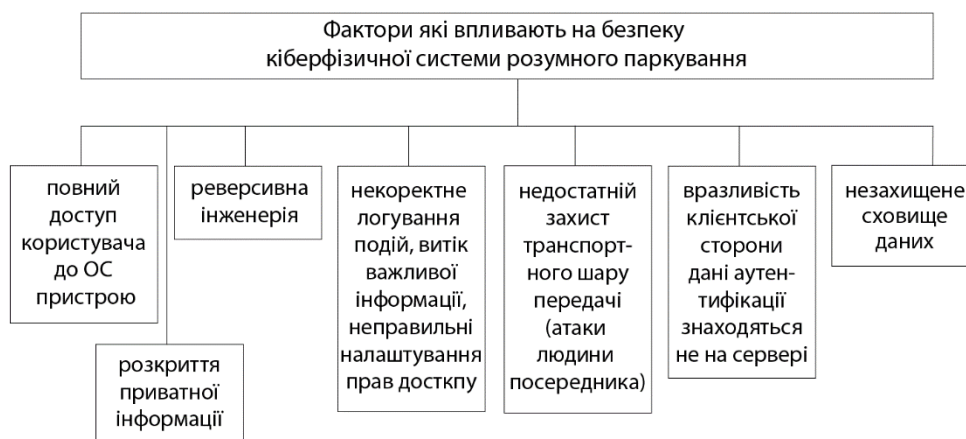 Фактори які впливають на безпеку
кіберфізичної системи розумного паркування
повний
доступ
користувача
до ОС
пристрою
розкриття
приватної
інформації
реверсивна
інженерія
некоректне
логування
подій, витік
важливої
інформації,
неправильні
налаштування
прав досткпу
недостатній
захист
транспорт-
ного шару
передачі
(атаки
людини
посередника)
вразливість
клієнтської
сторони
дані аутен-
тифікації
знаходяться
не на сервері
незахищене
сховище
даних